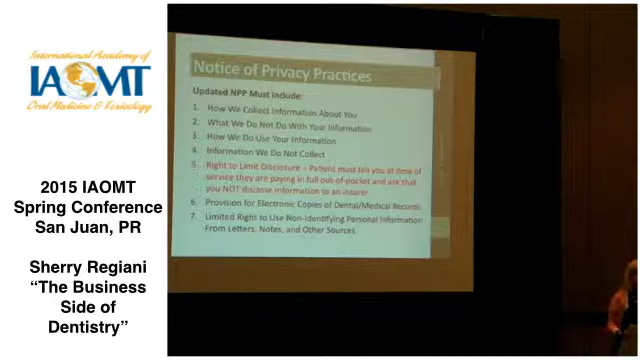 International Academy of
IAOMT
Oral Medicine & Toxicology
2015 IAOMT
Spring Conference
San Juan, PR
Sherry Regiani
“The Business
Side of
Dentistry”
Notice of Privacy Practices
Updated NPP Must Include:
1. How We Collect Information About You
2. What We Do Not Do With Your Information
3. How We Do Use Your Information
4. Information We Do Not Collect
5. Right to Limit Disclosure – Patient must tell you at time of
service they are paying in full out-of-pocket and ask that
you NOT disclose information to an insurer
6. Provision for Electronic Copies of Dental/Medical Records
7. Limited Right to Use Non-Identifying Personal Information
From Letters, Notes, and Other Sources